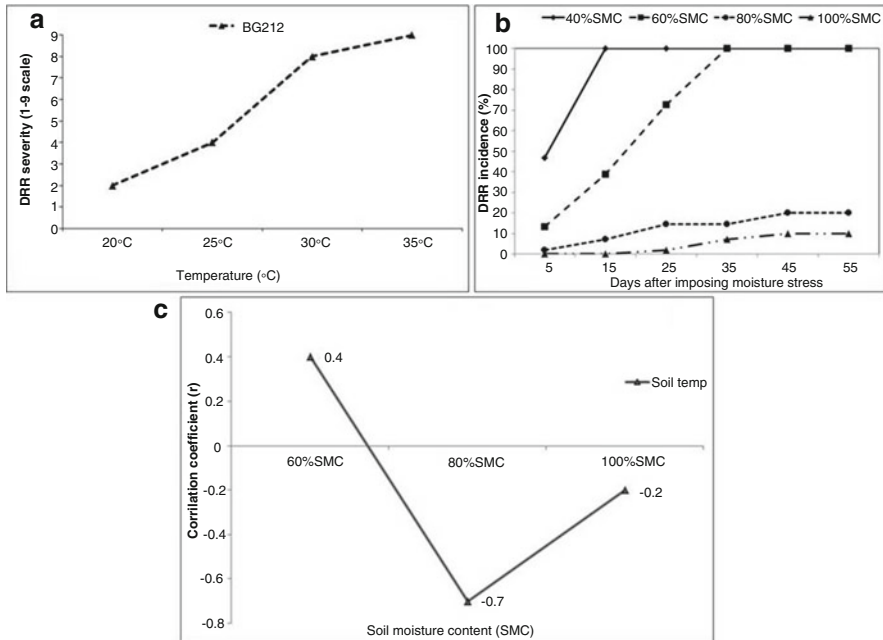 a
BG212
DRR severity (1-9 scale)
9
8
7
6
5
4
3
2
1
0
20°C 25°C 30°C 35°C
Temperature (°C)
b
40%SMC 60%SMC 80%SMC 100%SMC
DRR incidence (%)
100
90
80
70
60
50
40
30
20
10
0
5 15 25 35 45 55
Days after imposing moisture stress
c
Corrilation coefficient (r)
0.6
0.4
0.2
0
-0.2
-0.4
-0.6
-0.8
0.4
Soil temp
60%SMC 80%SMC 100%SMC
-0.2
-0.7
Soil moisture content (SMC)